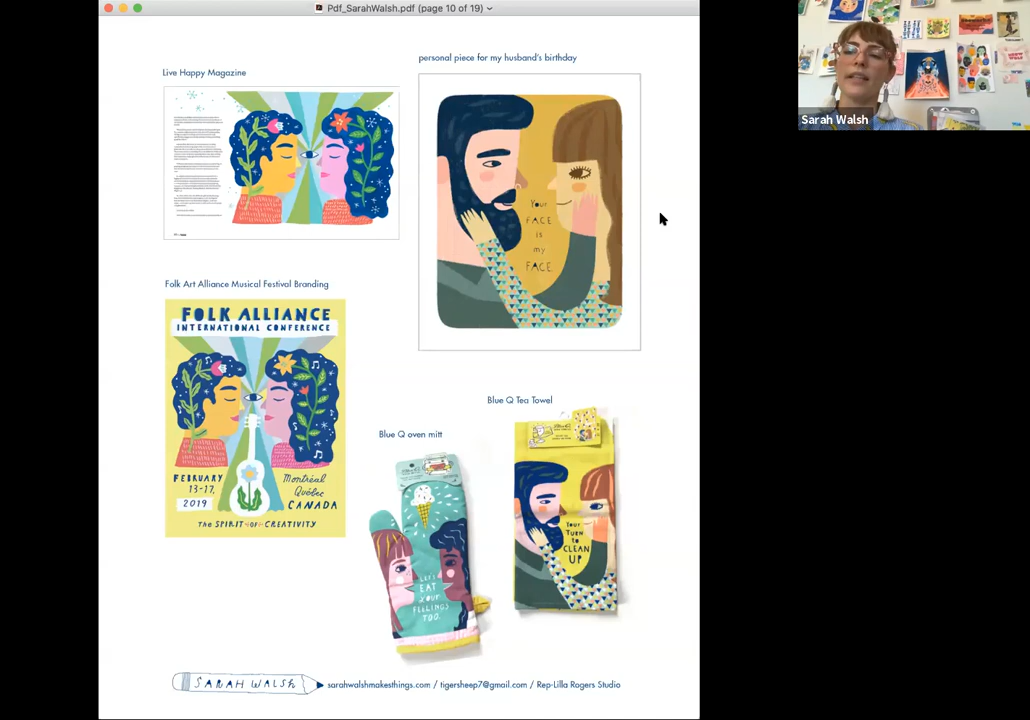 Pdf_SarahWalsh.pdf (page 10 of 19)
Live Happy Magazine
personal piece for my husband's birthday
YOUR
FACE
is
my
FACE
Folk Art Alliance Musical Festival Branding
FOLK ALLIANCE
INTERNATIONAL CONFERENCE
FEBRUARY
13-17,
2019
Montréal
Québec
CANADA
The SPIRIT OF CREATIVITY
Blue Q oven mitt
LET'S
EAT
YOUR
FEELINGS
TOO.
Blue Q Tea Towel
YOUR
TURN
TO
CLEAN
UP
SARAH WALSH
sarahwalshmakesthings.com / tigersheep7@gmail.com / Rep-Lilla Rogers Studio
Sarah Walsh